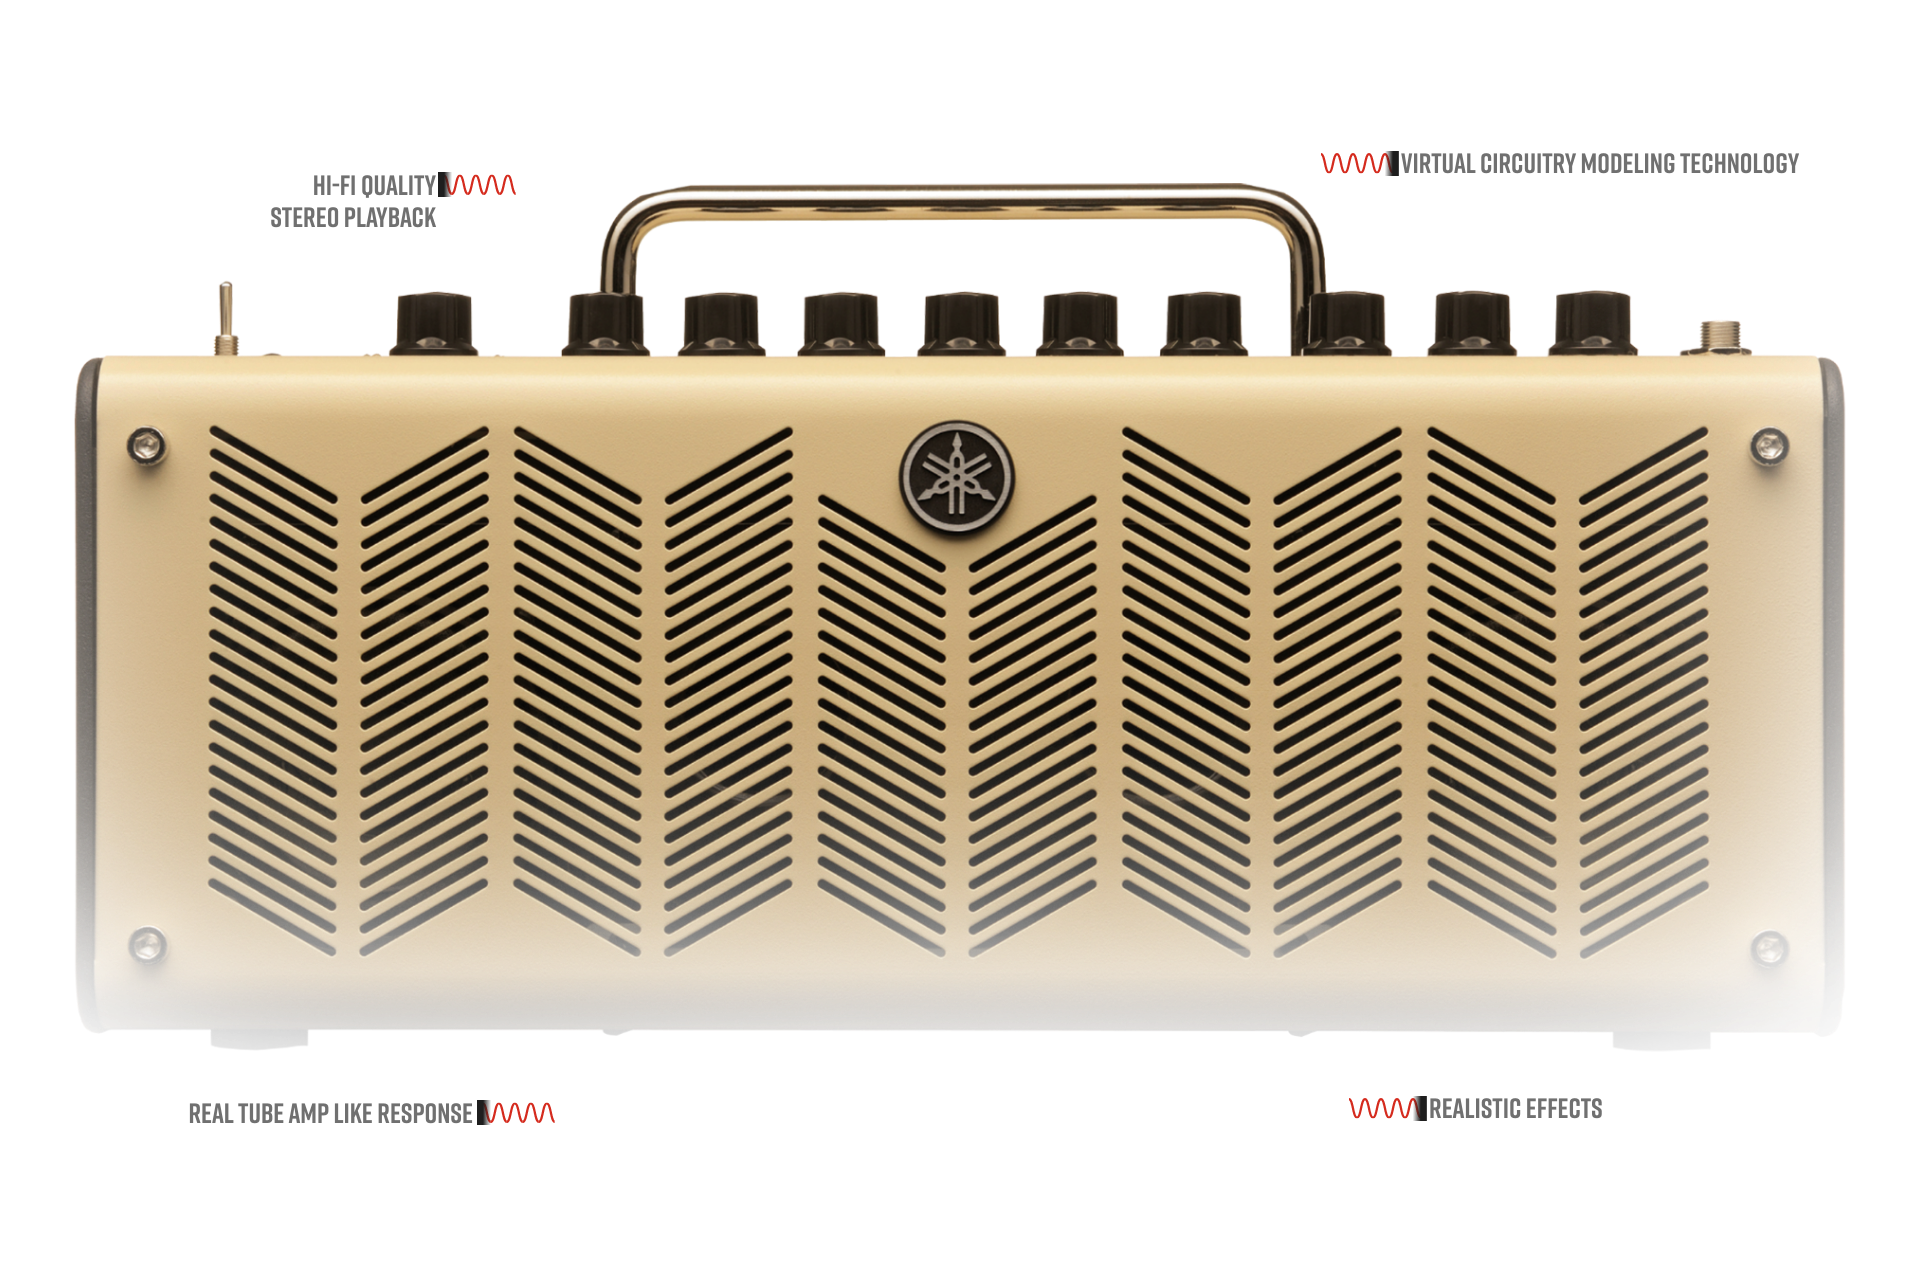 HI-FI QUALITY
STEREO PLAYBACK
VIRTUAL CIRCUITRY MODELING TECHNOLOGY
REAL TUBE AMP LIKE RESPONSE
REALISTIC EFFECTS